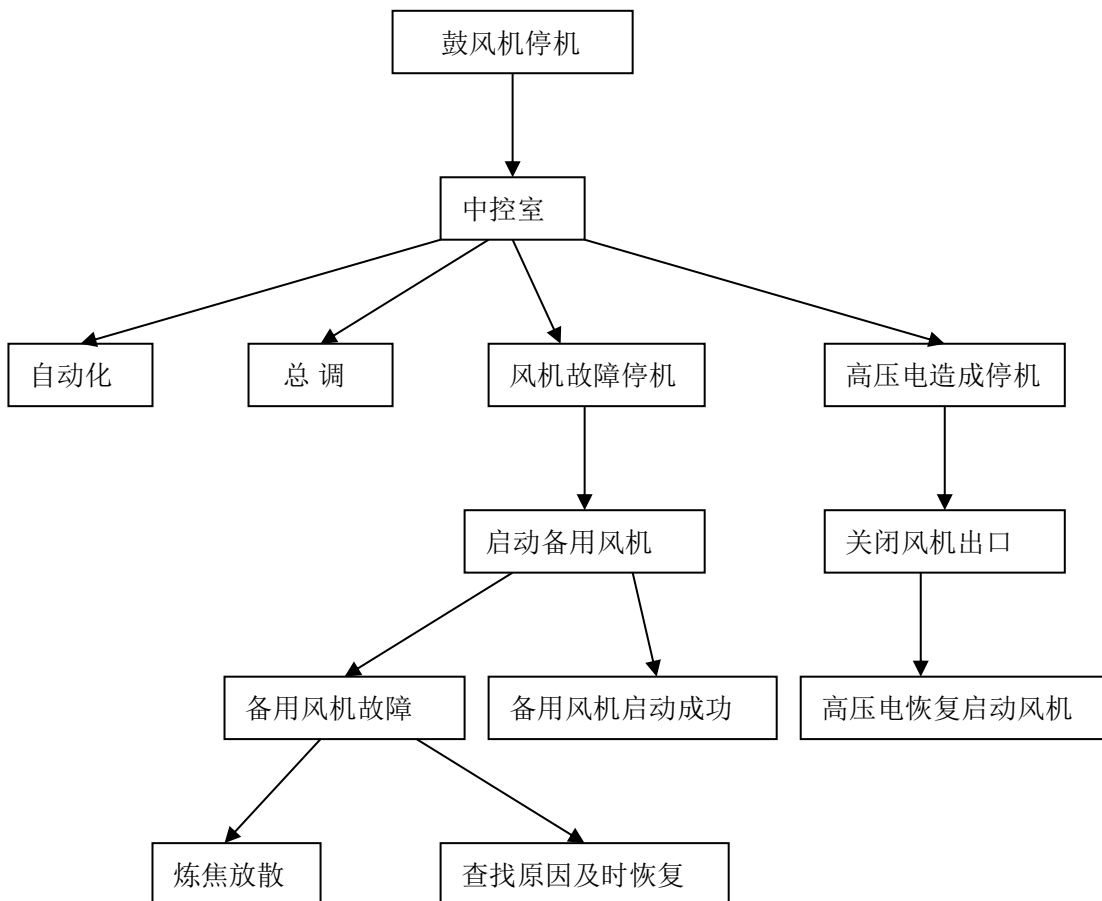 鼓风机停机
中控室
自动化
总 调
风机故障停机
高压电造成停机
启动备用风机
关闭风机出口
备用风机故障
备用风机启动成功
高压电恢复启动风机
炼焦放散
查找原因及时恢复